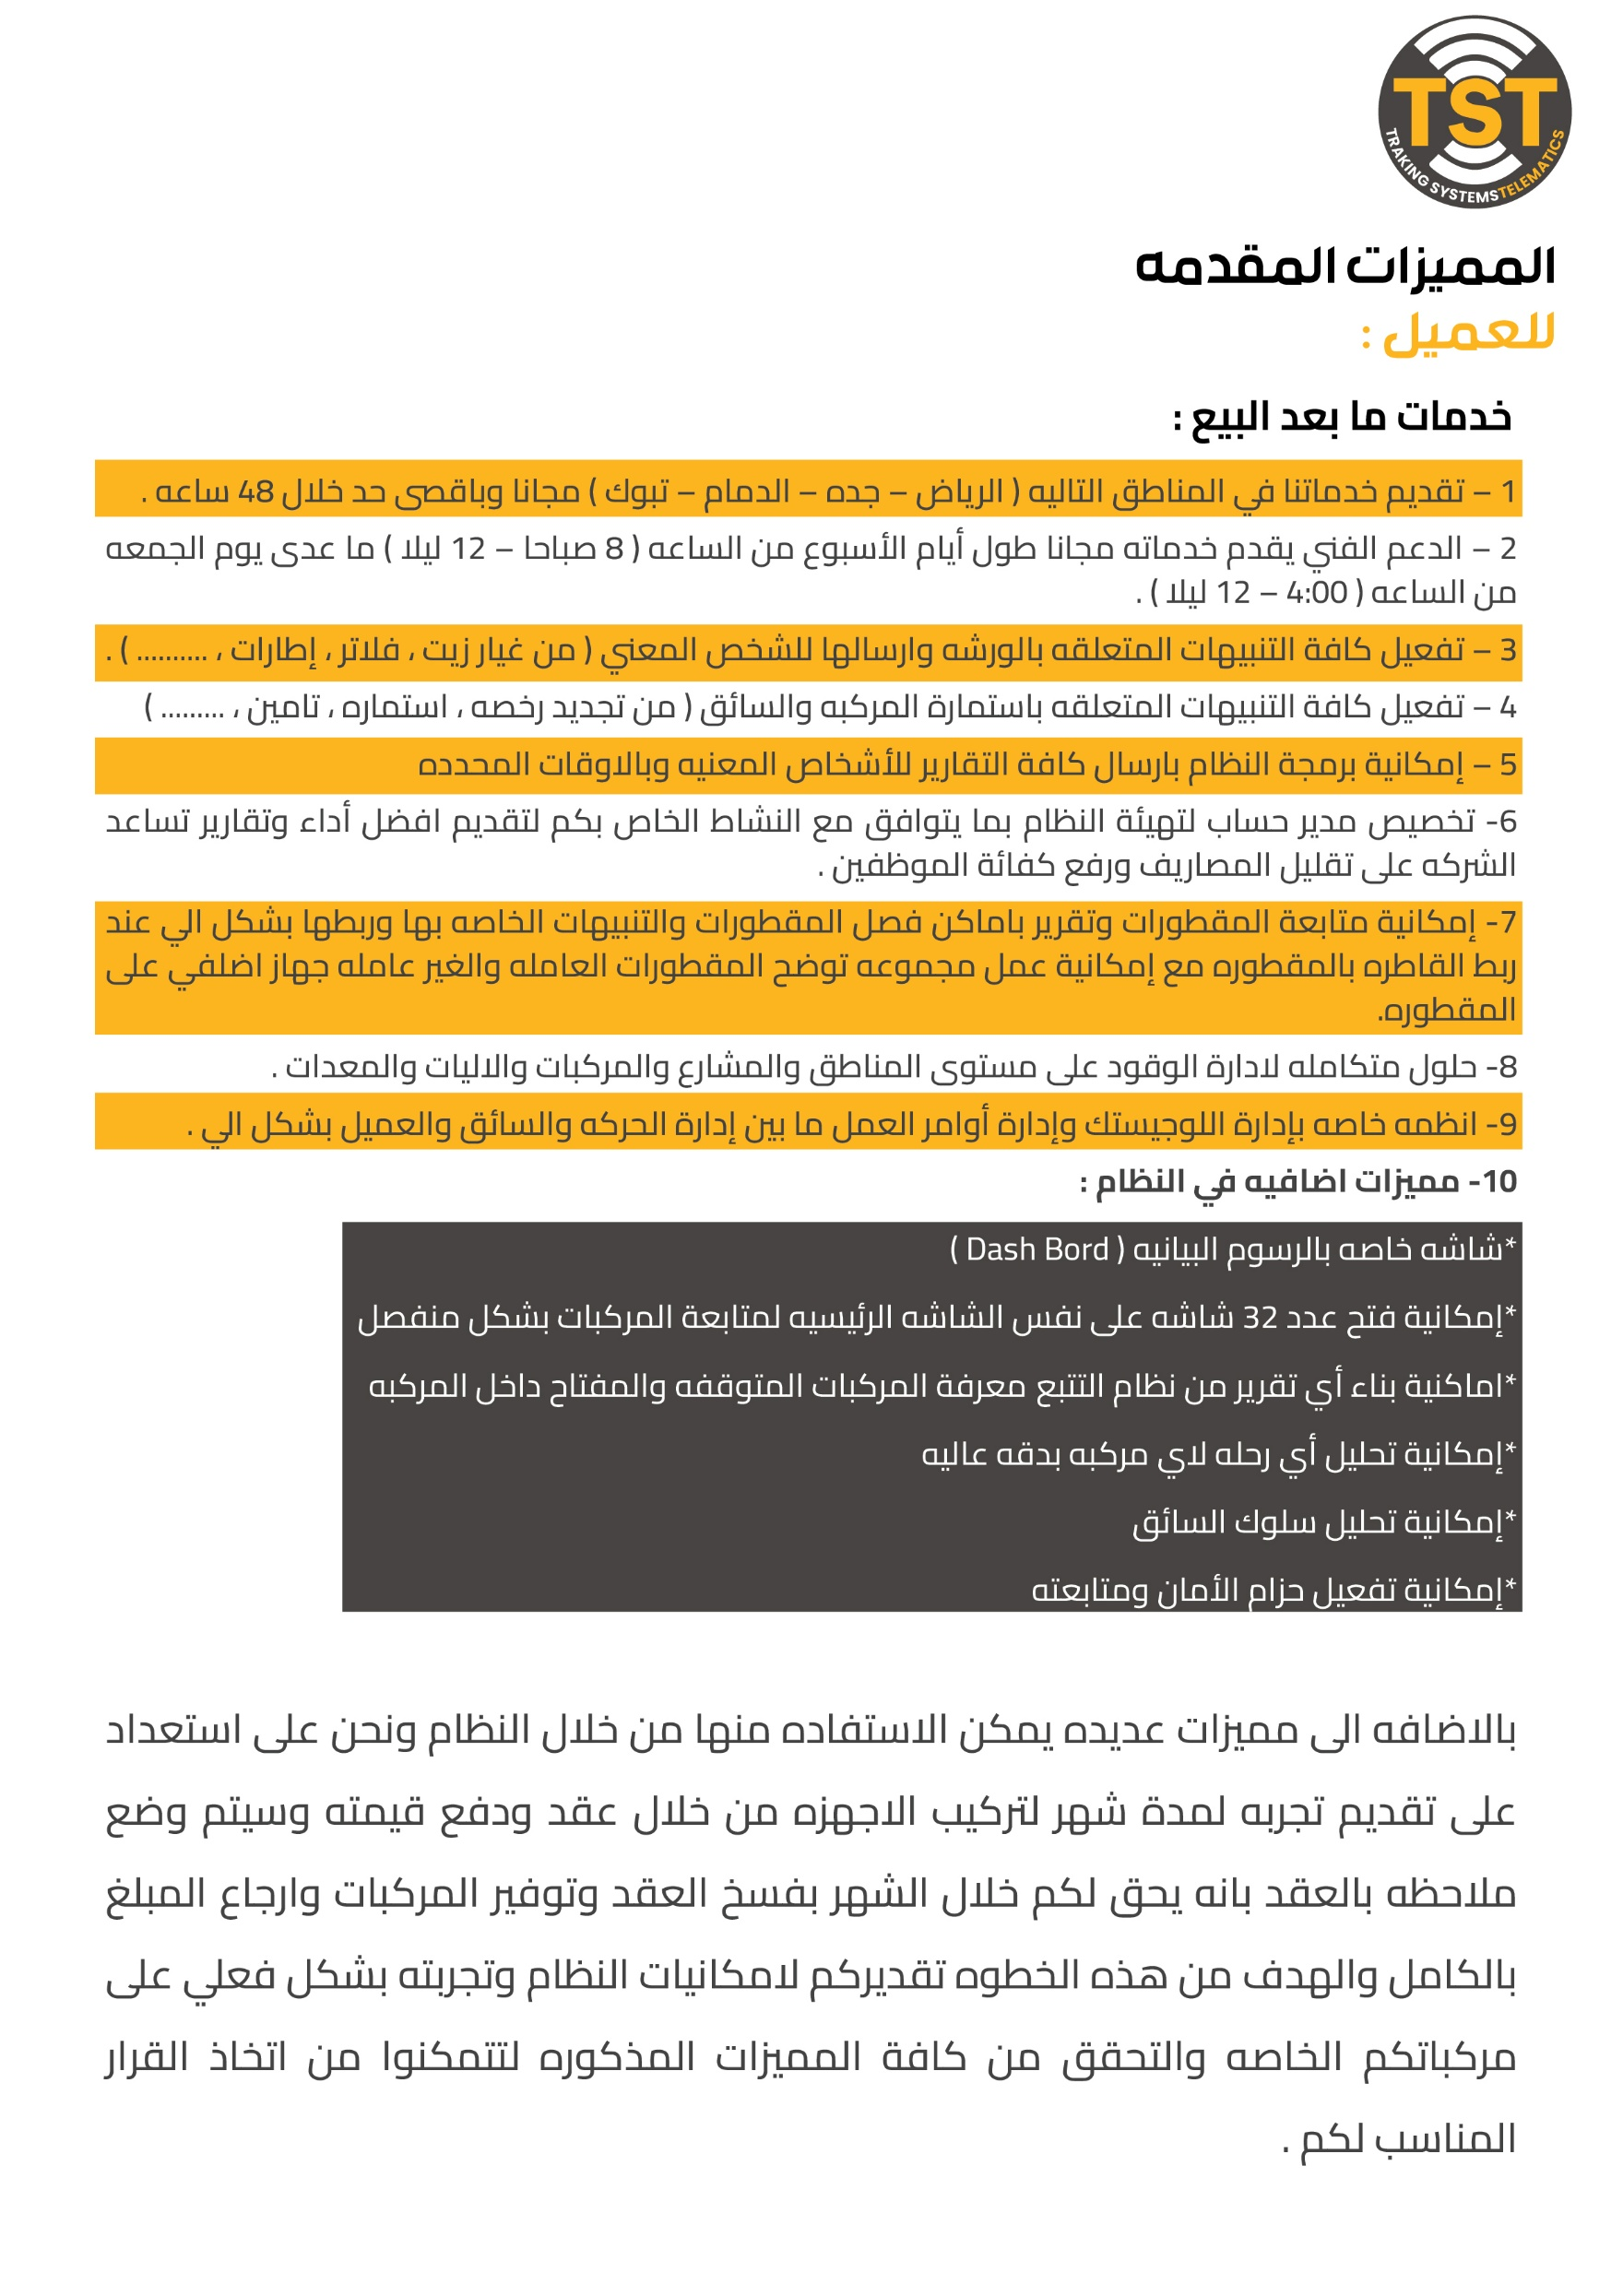 TST
TRAKING SYSTEMS TELEMATICS
المميزات المقدمه
للعميل :
خدمات ما بعد البيع :
1 – تقديم خدماتنا في المناطق التاليه ( الرياض – جده – الدمام – تبوك ) مجانا وباقصى حد خلال 48 ساعه .
2 – الدعم الفني يقدم خدماته مجانا طول أيام الأسبوع من الساعه ( 8 صباحا – 12 ليلا ) ما عدى يوم الجمعه
من الساعه ( 4:00 – 12 ليلا ) .
3 – تفعيل كافة التنبيهات المتعلقه بالورشه وارسالها للشخص المعني ( من غيار زيت ، فلاتر ، إطارات ، .......... ) .
4 – تفعيل كافة التنبيهات المتعلقه باستمارة المركبه والسائق ( من تجديد رخصه ، استماره ، تامين ، ......... )
5 – إمكانية برمجة النظام بارسال كافة التقارير للأشخاص المعنيه وبالاوقات المحدده
6- تخصيص مدير حساب لتهيئة النظام بما يتوافق مع النشاط الخاص بكم لتقديم افضل أداء وتقارير تساعد
الشركه على تقليل المصاريف ورفع كفائة الموظفين .
7- إمكانية متابعة المقطورات وتقرير باماكن فصل المقطورات والتنبيهات الخاصه بها وربطها بشكل الي عند
ربط القاطره بالمقطوره مع إمكانية عمل مجموعه توضح المقطورات العامله والغير عامله جهاز اضلفي على
المقطوره.
8- حلول متكامله لادارة الوقود على مستوى المناطق والمشارع والمركبات والاليات والمعدات .
9- انظمه خاصه بإدارة اللوجيستك وإدارة أوامر العمل ما بين إدارة الحركه والسائق والعميل بشكل الي .
10- مميزات اضافيه في النظام :
*شاشه خاصه بالرسوم البيانيه ( Dash Bord )
*إمكانية فتح عدد 32 شاشه على نفس الشاشه الرئيسيه لمتابعة المركبات بشكل منفصل
*اماكنية بناء أي تقرير من نظام التتبع معرفة المركبات المتوقفه والمفتاح داخل المركبه
*إمكانية تحليل أي رحله لاي مركبه بدقه عاليه
*إمكانية تحليل سلوك السائق
*إمكانية تفعيل حزام الأمان ومتابعته
بالاضافه الى مميزات عديده يمكن الاستفاده منها من خلال النظام ونحن على استعداد
على تقديم تجربه لمدة شهر لتركيب الاجهزه من خلال عقد ودفع قيمته وسيتم وضع
ملاحظه بالعقد بانه يحق لكم خلال الشهر بفسخ العقد وتوفير المركبات وارجاع المبلغ
بالكامل والهدف من هذه الخطوه تقديركم لامكانيات النظام وتجربته بشكل فعلي على
مركباتكم الخاصه والتحقق من كافة المميزات المذكوره لتتمكنوا من اتخاذ القرار
المناسب لكم .